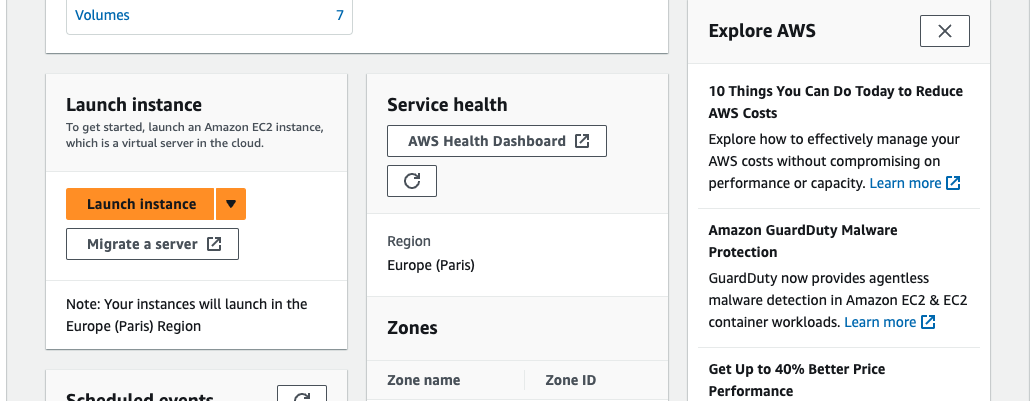 Volumes 7
Launch instance
To get started, launch an Amazon EC2 instance,
which is a virtual server in the cloud.
Launch instance
Migrate a server
Note: Your instances will launch in the
Europe (Paris) Region
Scheduled events
Service health
AWS Health Dashboard
Region
Europe (Paris)
Zones
Zone name Zone ID
Explore AWS
10 Things You Can Do Today to Reduce
AWS Costs
Explore how to effectively manage your
AWS costs without compromising on
performance or capacity. Learn more
Amazon GuardDuty Malware
Protection
GuardDuty now provides agentless
malware detection in Amazon EC2 & EC2
container workloads. Learn more
Get Up to 40% Better Price
Performance